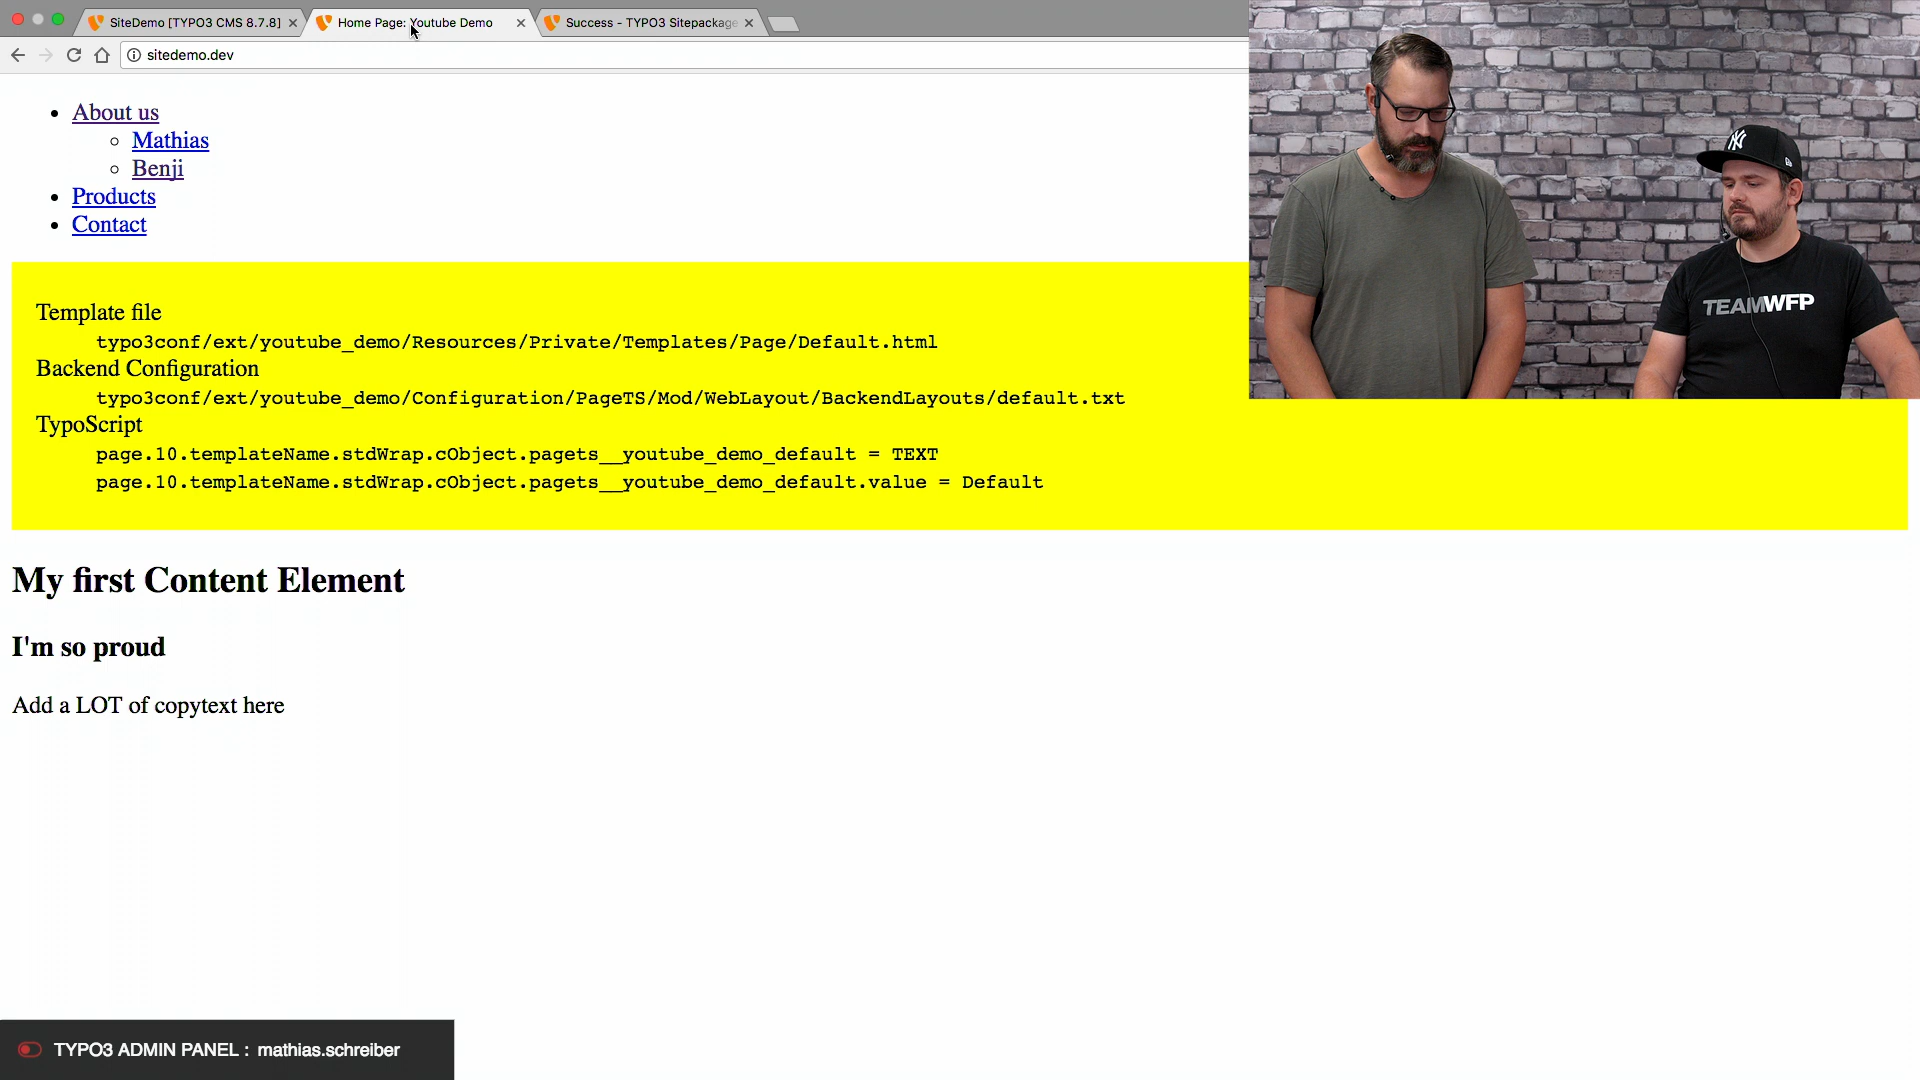 SiteDemo [TYPO3 CMS 8.7.8]
Home Page: Youtube Demo
Success - TYPO3 Sitepackage
sitedemo.dev
About us
Mathias
Benji
Products
Contact
Template file
typo3conf/ext/youtube_demo/Resources/Private/Templates/Page/Default.html
Backend Configuration
typo3conf/ext/youtube_demo/Configuration/PageTS/Mod/WebLayout/BackendLayouts/default.txt
TypoScript
page.10.templateName.stdWrap.cObject.pagets__youtube_demo_default = TEXT
page.10.templateName.stdWrap.cObject.pagets__youtube_demo_default.value = Default
NY
TEAMWFP
My first Content Element
I'm so proud
Add a LOT of copytext here
TYPO3 ADMIN PANEL : mathias.schreiber